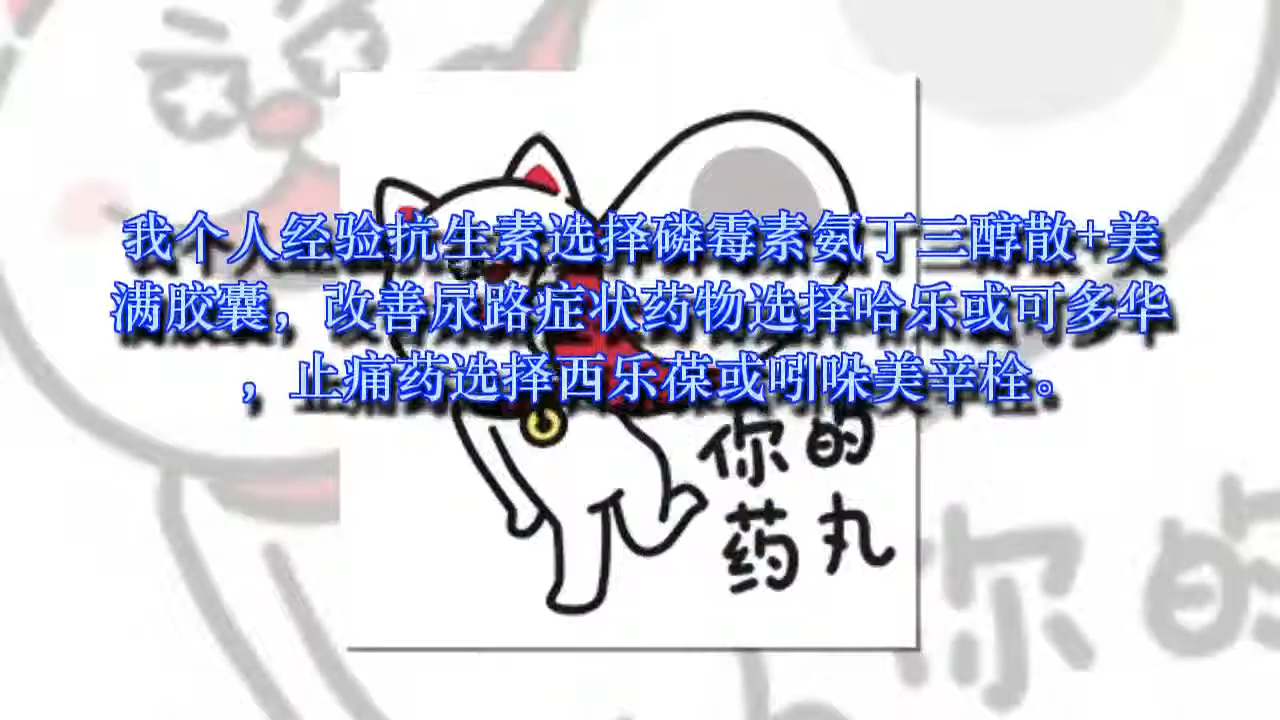 我个人经验抗生素选择磷霉素氨丁三醇散+美
满胶囊，改善尿路症状药物选择哈乐或可多华
，止痛药选择西乐葆或吲哚美辛栓。
你的
药丸
你的